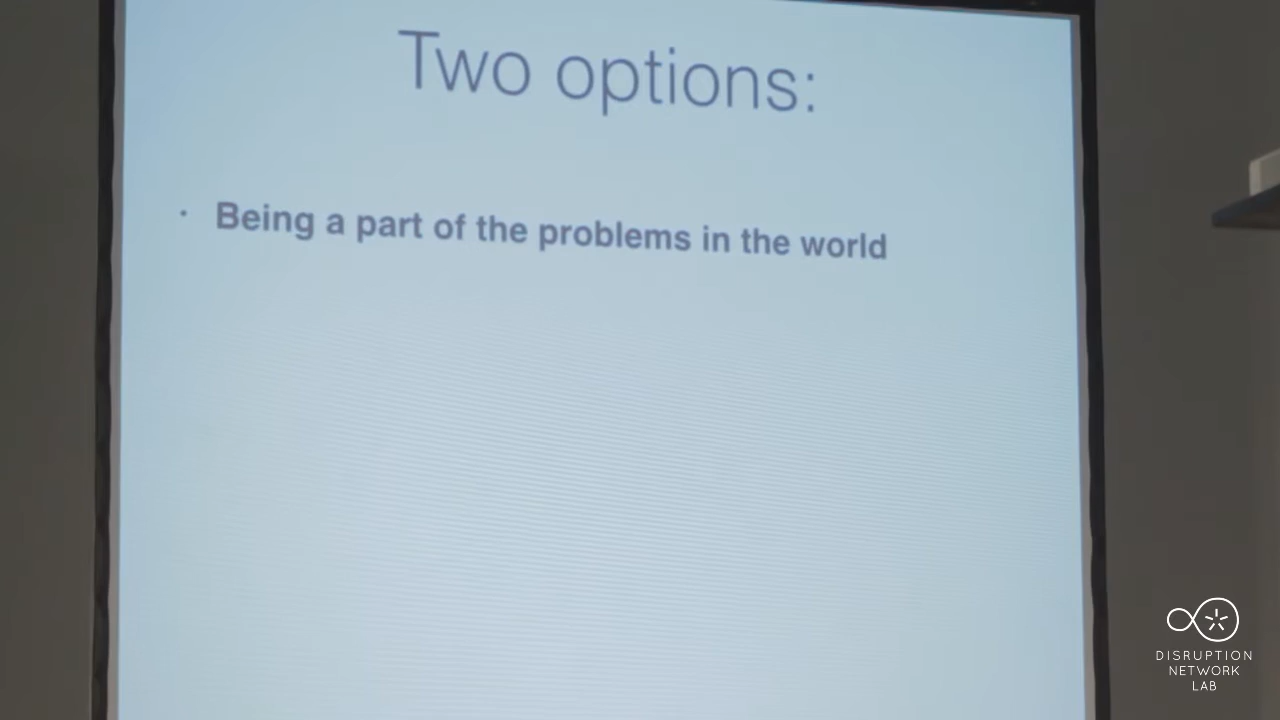 Two options:
· Being a part of the problems in the world
DISRUPTION
NETWORK
LAB